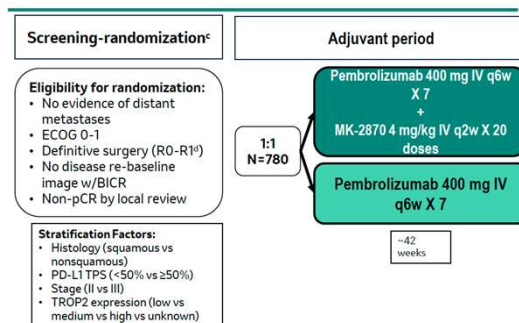 Screening-randomizationᶜ
Adjuvant period
Eligibility for randomization:
• No evidence of distant
metastases
• ECOG 0-1
• Definitive surgery (R0-R1ᵈ)
• No disease re-baseline
image w/BICR
• Non-pCR by local review
Stratification Factors:
• Histology (squamous vs
nonsquamous)
• PD-L1 TPS (<50% vs ≥50%)
• Stage (II vs III)
• TROP2 expression (low vs
medium vs high vs unknown)
1:1
N=780
Pembrolizumab 400 mg IV q6w
X 7
+
MK-2870 4 mg/kg IV q2w X 20
doses
Pembrolizumab 400 mg IV
q6w X 7
~42
weeks